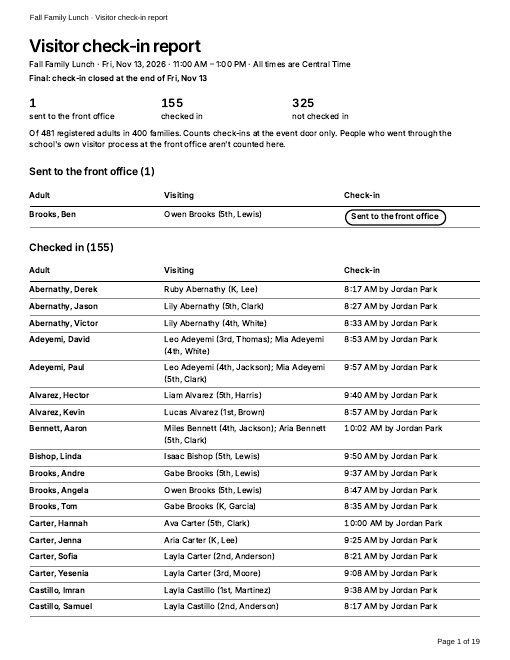 Fall Family Lunch · Visitor check-in report
Visitor check-in report
Fall Family Lunch · Fri, Nov 13, 2026 · 11:00 AM – 1:00 PM · All times are Central Time
Final: check-in closed at the end of Fri, Nov 13
1 155 325
sent to the front office checked in not checked in
Of 481 registered adults in 400 families. Counts check-ins at the event door only. People who went through the
school's own visitor process at the front office aren't counted here.
Sent to the front office (1)
Adult Visiting Check-in
Brooks, Ben Owen Brooks (5th, Lewis) Sent to the front office
Checked in (155)
Adult Visiting Check-in
Abernathy, Derek Ruby Abernathy (K, Lee) 8:17 AM by Jordan Park
Abernathy, Jason Lily Abernathy (5th, Clark) 8:27 AM by Jordan Park
Abernathy, Victor Lily Abernathy (4th, White) 8:33 AM by Jordan Park
Adeyemi, David Leo Adeyemi (3rd, Thomas); Mia Adeyemi 8:53 AM by Jordan Park
(4th, White)
Adeyemi, Paul Leo Adeyemi (4th, Jackson); Mia Adeyemi 9:57 AM by Jordan Park
(5th, Clark)
Alvarez, Hector Liam Alvarez (5th, Harris) 9:40 AM by Jordan Park
Alvarez, Kevin Lucas Alvarez (1st, Brown) 8:57 AM by Jordan Park
Bennett, Aaron Miles Bennett (4th, Jackson); Aria Bennett 10:02 AM by Jordan Park
(5th, Clark)
Bishop, Linda Isaac Bishop (5th, Lewis) 9:50 AM by Jordan Park
Brooks, Andre Gabe Brooks (5th, Lewis) 9:37 AM by Jordan Park
Brooks, Angela Owen Brooks (5th, Lewis) 8:47 AM by Jordan Park
Brooks, Tom Gabe Brooks (K, Garcia) 8:35 AM by Jordan Park
Carter, Hannah Ava Carter (5th, Clark) 10:00 AM by Jordan Park
Carter, Jenna Aria Carter (K, Lee) 9:25 AM by Jordan Park
Carter, Sofia Layla Carter (2nd, Anderson) 8:21 AM by Jordan Park
Carter, Yesenia Layla Carter (3rd, Moore) 9:08 AM by Jordan Park
Castillo, Imran Layla Castillo (1st, Martinez) 9:38 AM by Jordan Park
Castillo, Samuel Layla Castillo (2nd, Anderson) 8:17 AM by Jordan Park
Page 1 of 19